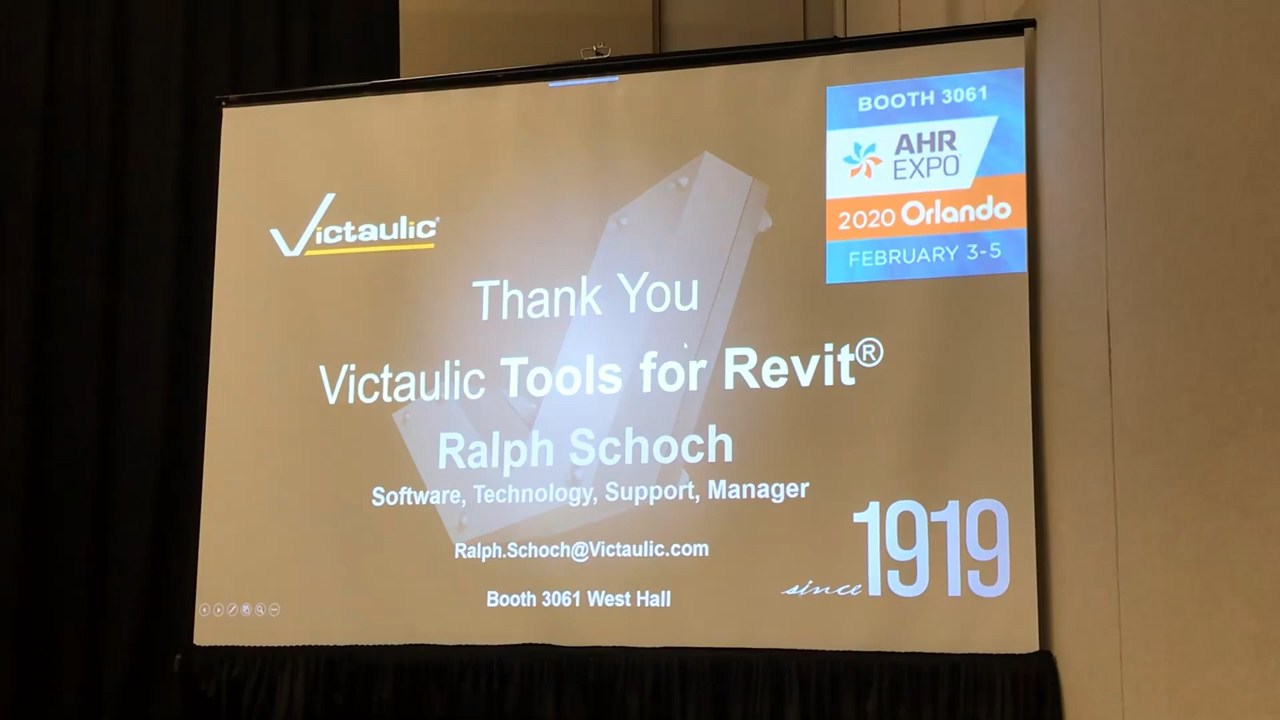 BOOTH 3061
AHR
EXPO
2020 Orlando
FEBRUARY 3-5
Victaulic®
Thank You
Victaulic Tools for Revit®
Ralph Schoch
Software, Technology, Support, Manager
Ralph.Schoch@Victaulic.com
Booth 3061 West Hall
since 1919